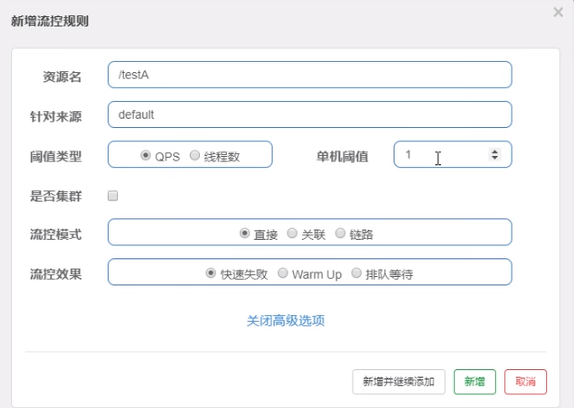 新增流控规则
资源名 /testA
针对来源 default
阈值类型 QPS 线程数 单机阈值 1
是否集群
流控模式 直接 关联 链路
流控效果 快速失败 Warm Up 排队等待
关闭高级选项
新增并继续添加 新增 取消